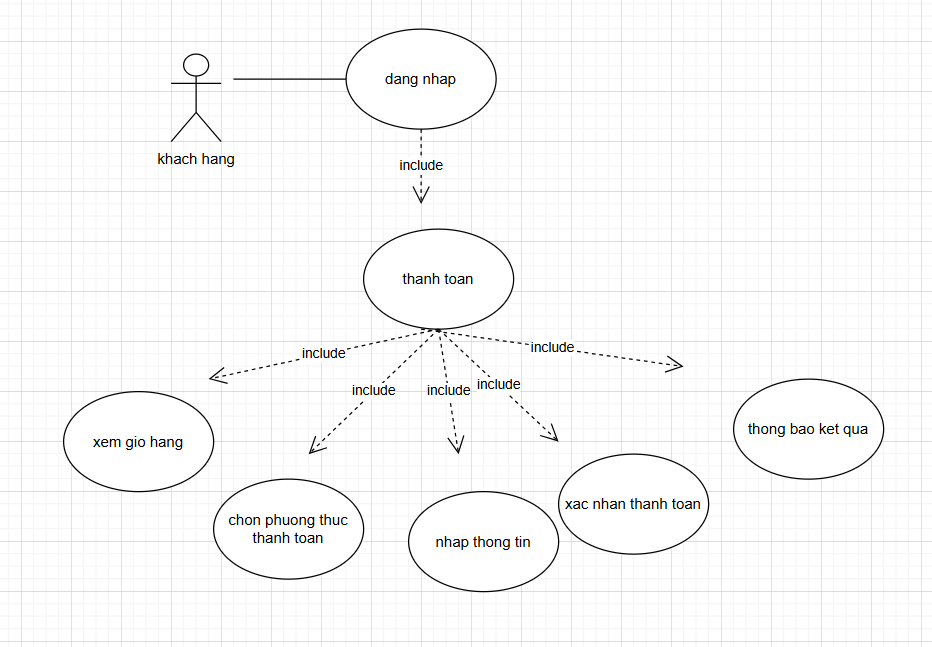 dang nhap
khach hang
include
thanh toan
include
include
include
include
include
xem gio hang
chon phuong thuc
thanh toan
nhap thong tin
xac nhan thanh toan
thong bao ket qua